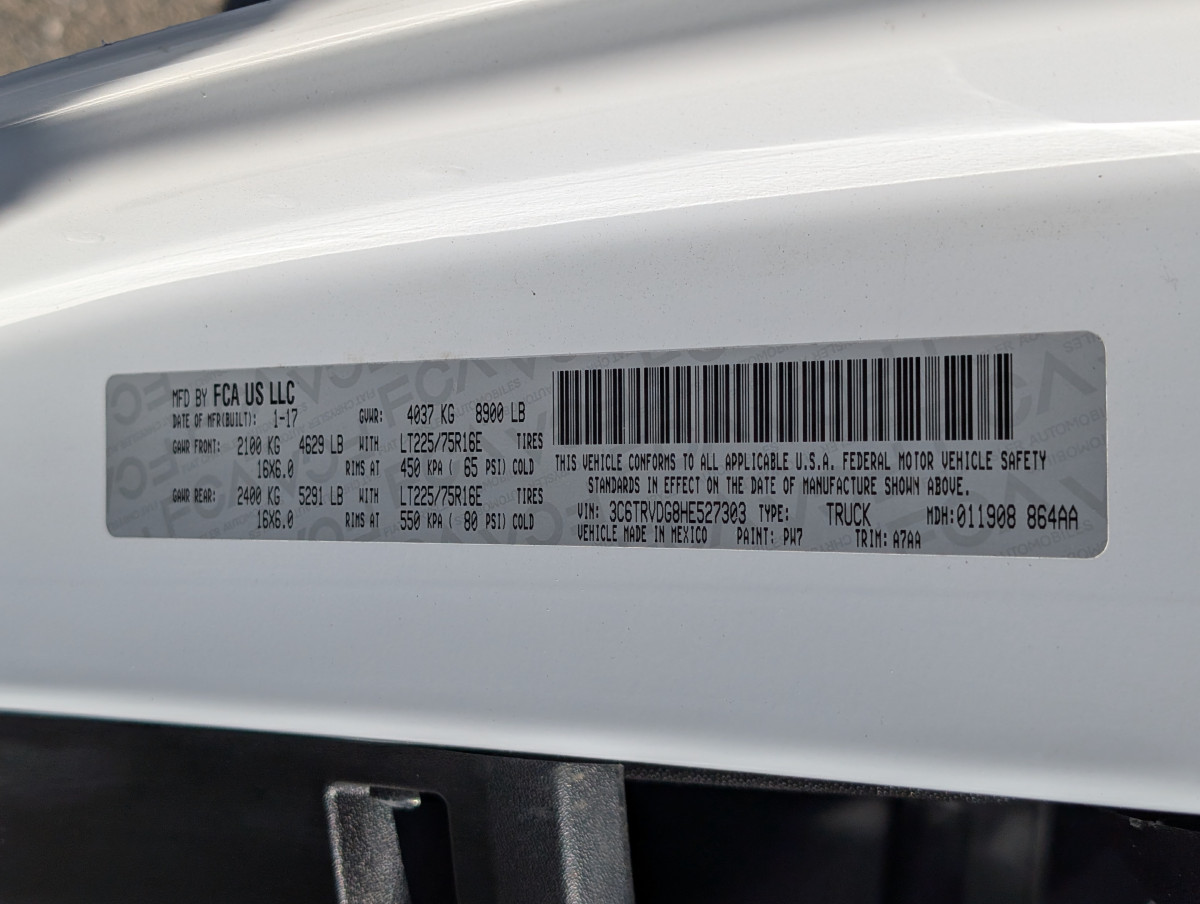 MFD BY FCA US LLC
DATE OF MFR(BUILT): 1-17 GVWR: 4037 KG 8900 LB
GAWR FRONT: 2100 KG 4629 LB WITH LT225/75R16E TIRES
16X6.0 RIMS AT 450 KPA ( 65 PSI) COLD
GAWR REAR: 2400 KG 5291 LB WITH LT225/75R16E TIRES
16X6.0 RIMS AT 550 KPA ( 80 PSI) COLD
THIS VEHICLE CONFORMS TO ALL APPLICABLE U.S.A. FEDERAL MOTOR VEHICLE SAFETY
STANDARDS IN EFFECT ON THE DATE OF MANUFACTURE SHOWN ABOVE.
VIN: 3C6TRVDG8HE527303 TYPE: TRUCK MDH: 011908 864AA
VEHICLE MADE IN MEXICO PAINT: PW7 TRIM: A7AA